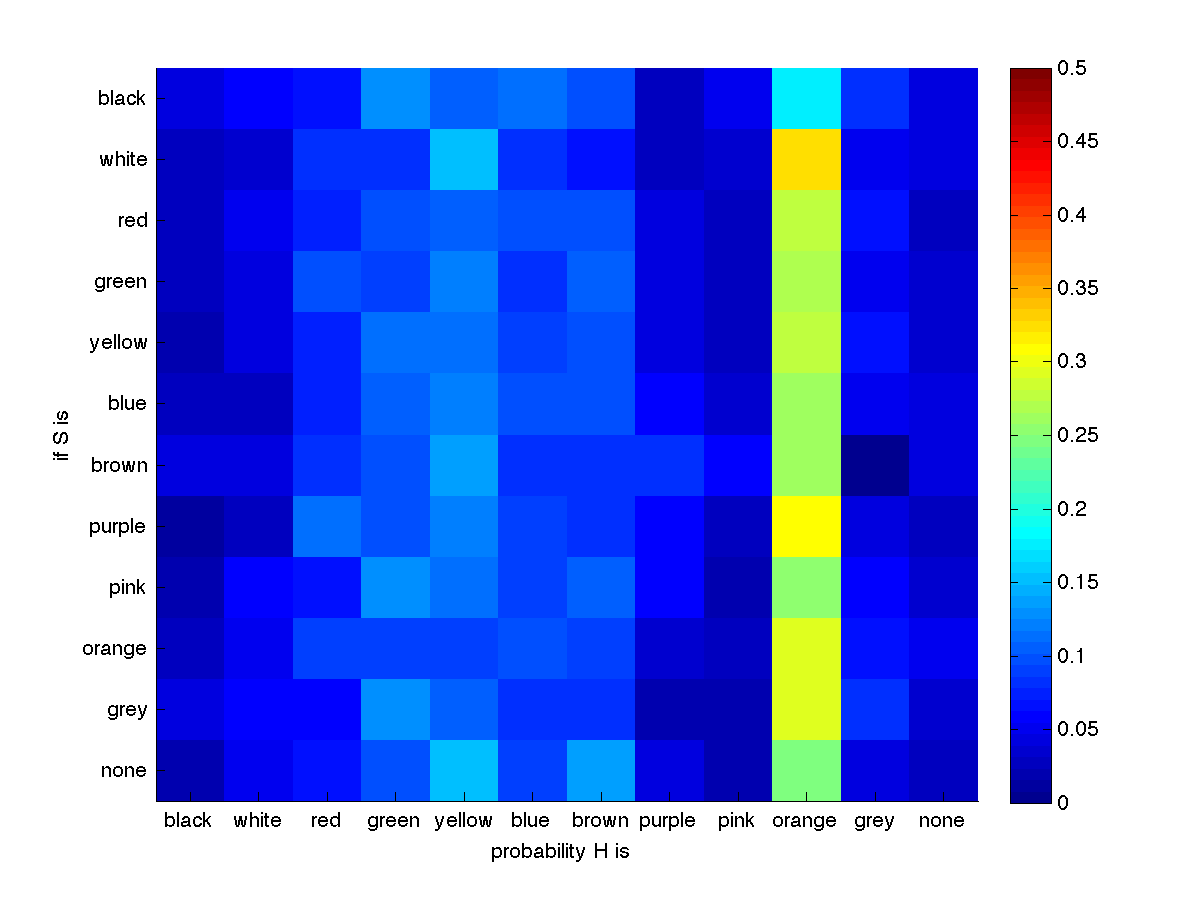 black
white
red
green
yellow
blue
brown
purple
pink
orange
grey
none
if S is
black white red green yellow blue brown purple pink orange grey none
probability H is
0.5
0.45
0.4
0.35
0.3
0.25
0.2
0.15
0.1
0.05
0